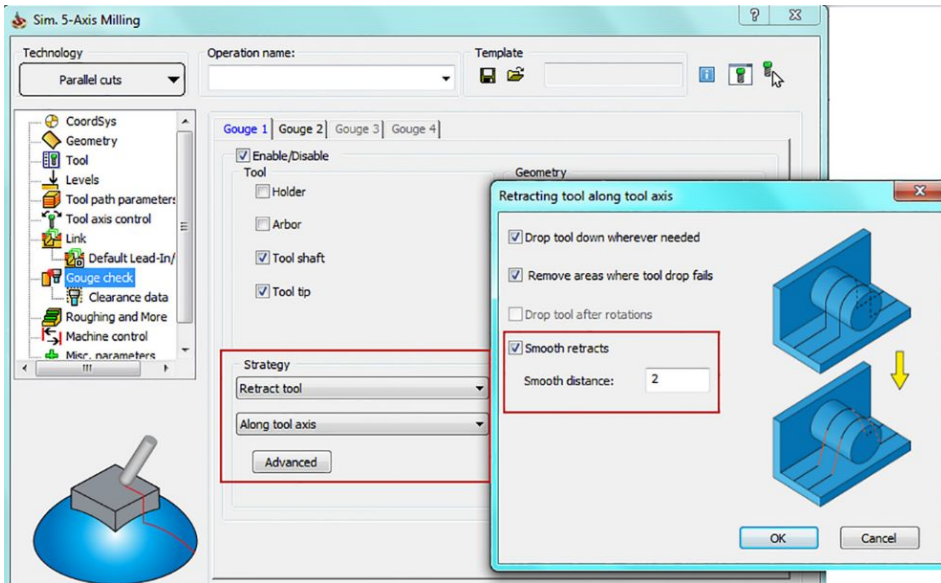 Sim. 5-Axis Milling
Technology
Operation name:
Template
Parallel cuts
CoordSys
Geometry
Tool
Levels
Tool path parameter:
Tool axis control
Link
Default Lead-In/
Gouge check
Clearance data
Roughing and More
Machine control
Misc. parameters
Gouge 1 Gouge 2 Gouge 3 Gouge 4
Enable/Disable
Tool
Geometry
Holder
Arbor
Tool shaft
Tool tip
Strategy
Retract tool
Along tool axis
Advanced
Retracting tool along tool axis
Drop tool down wherever needed
Remove areas where tool drop fails
Drop tool after rotations
Smooth retracts
Smooth distance: 2
OK Cancel